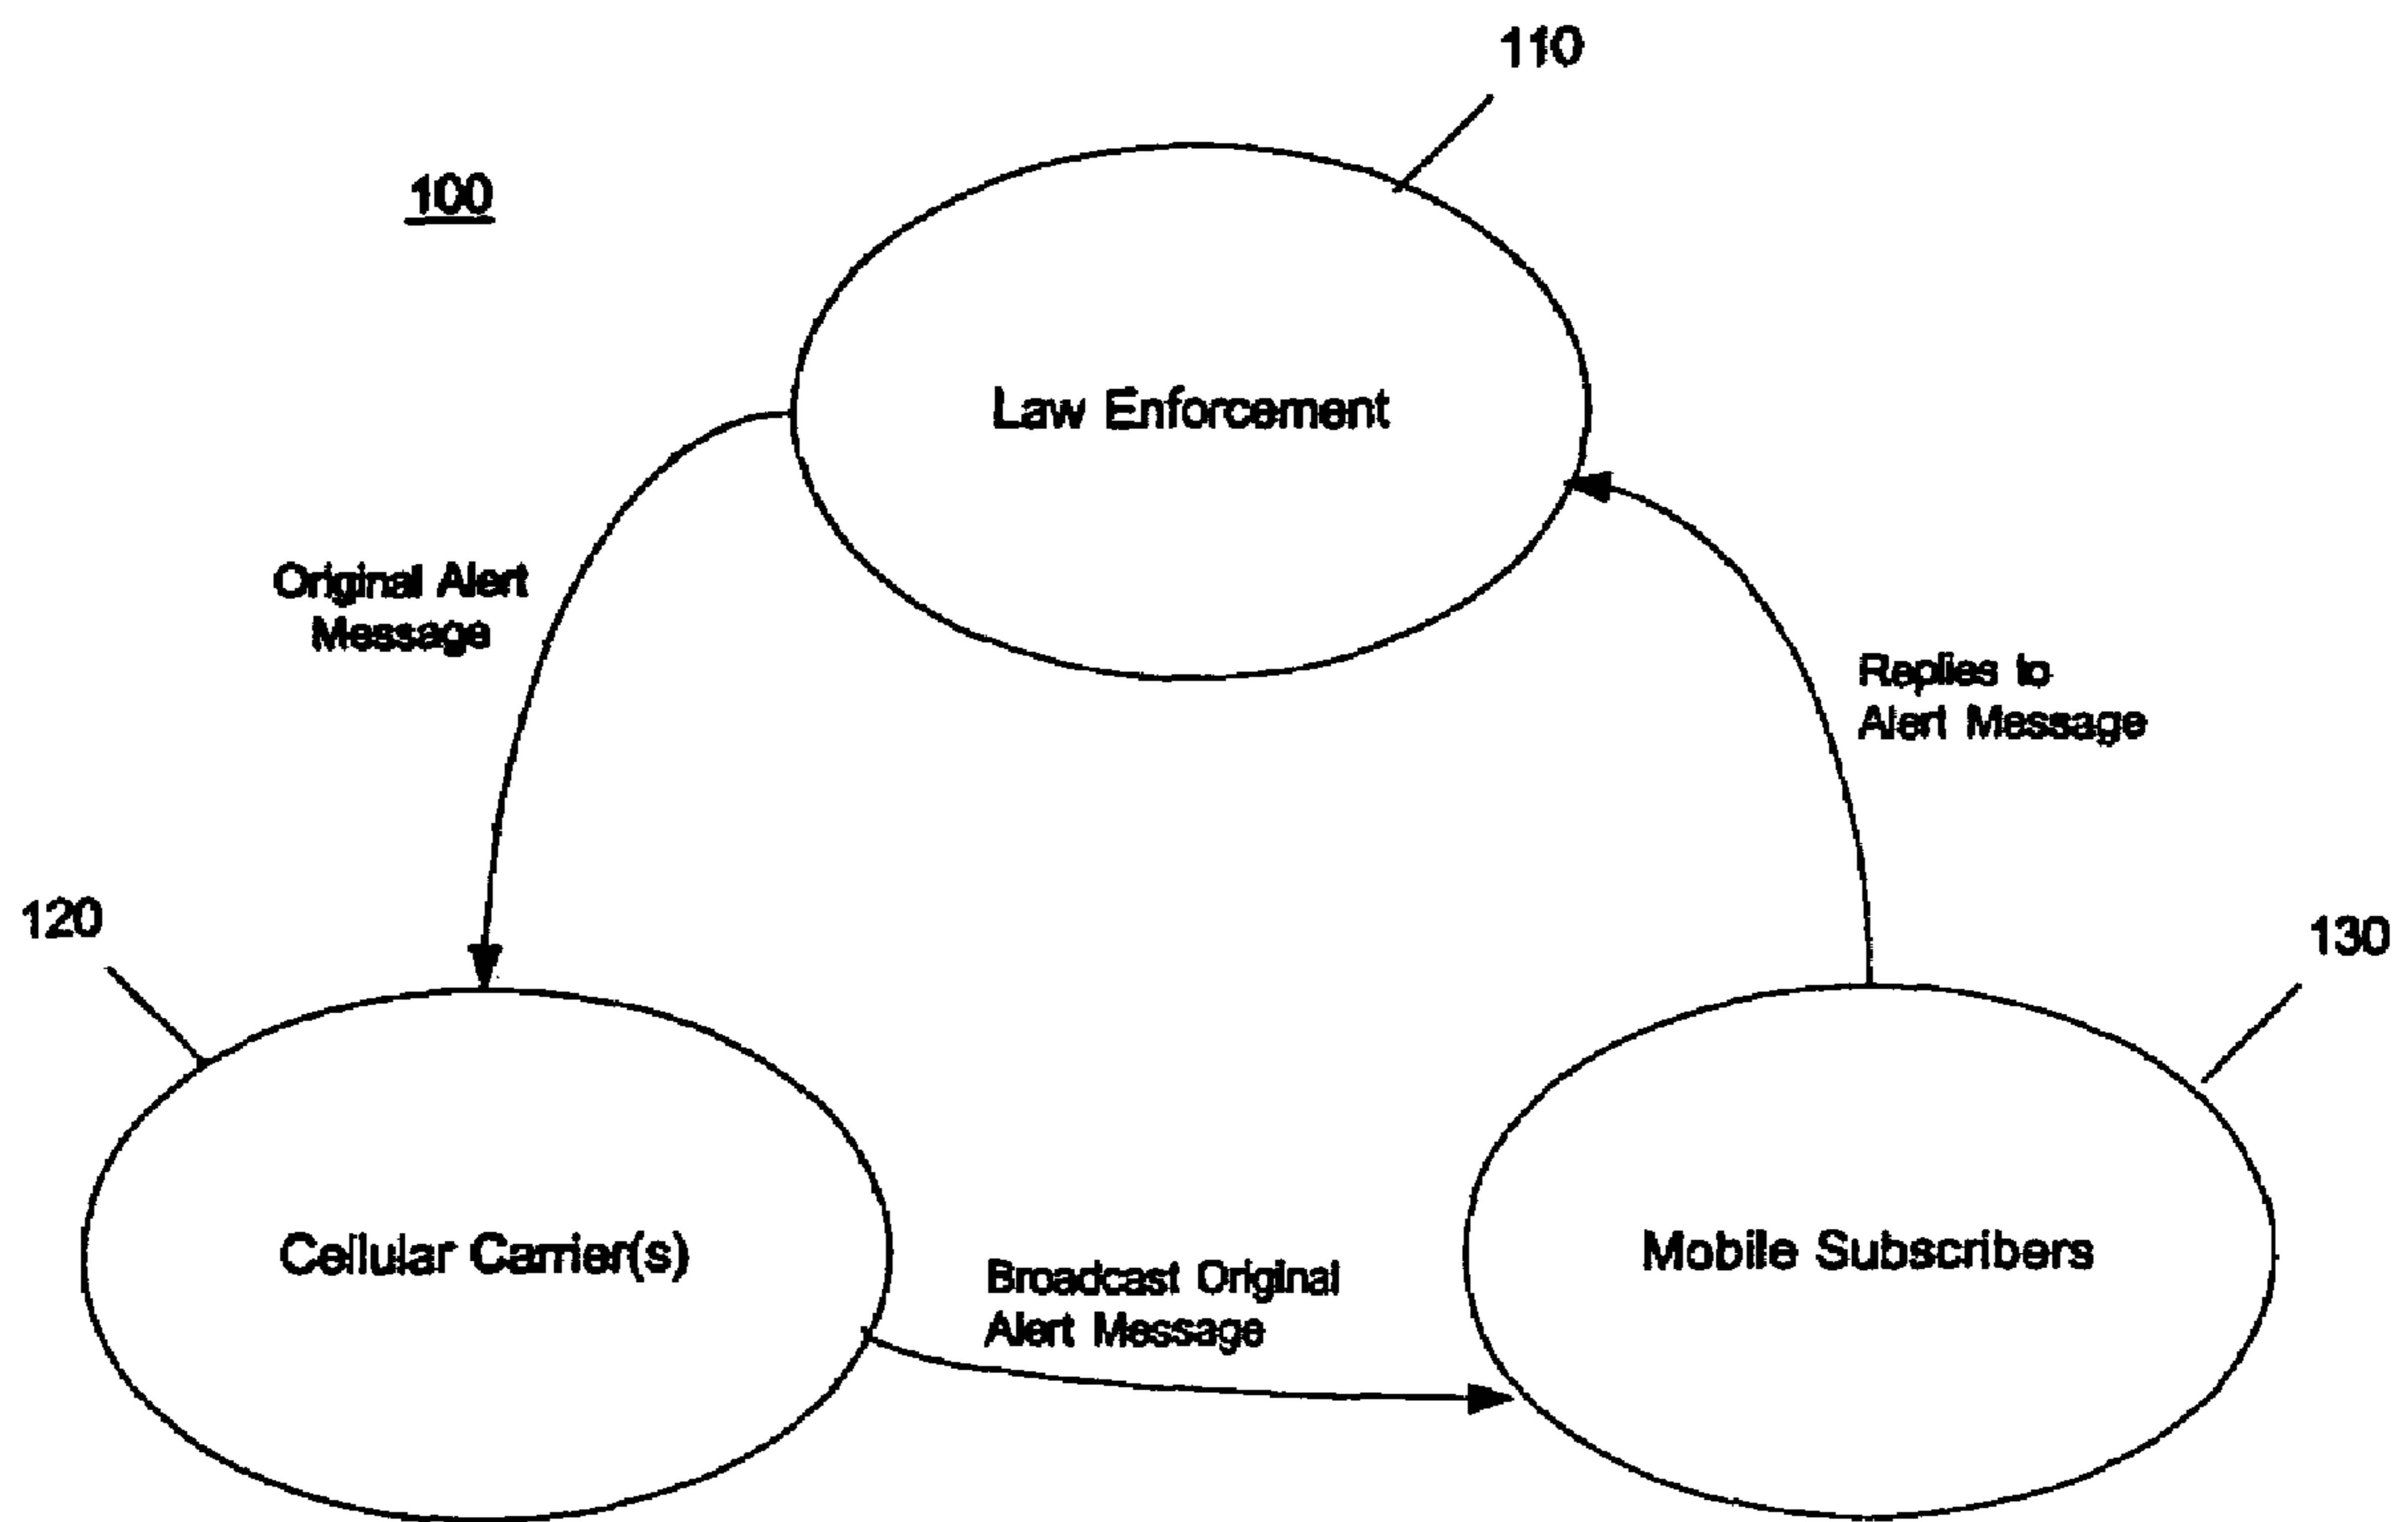 110
100
Law Enforcement
Original Alert
Message
Replies to
Alert Message
120
130
Cellular Carrier(s)
Mobile Subscribers
Broadcast Original
Alert Message